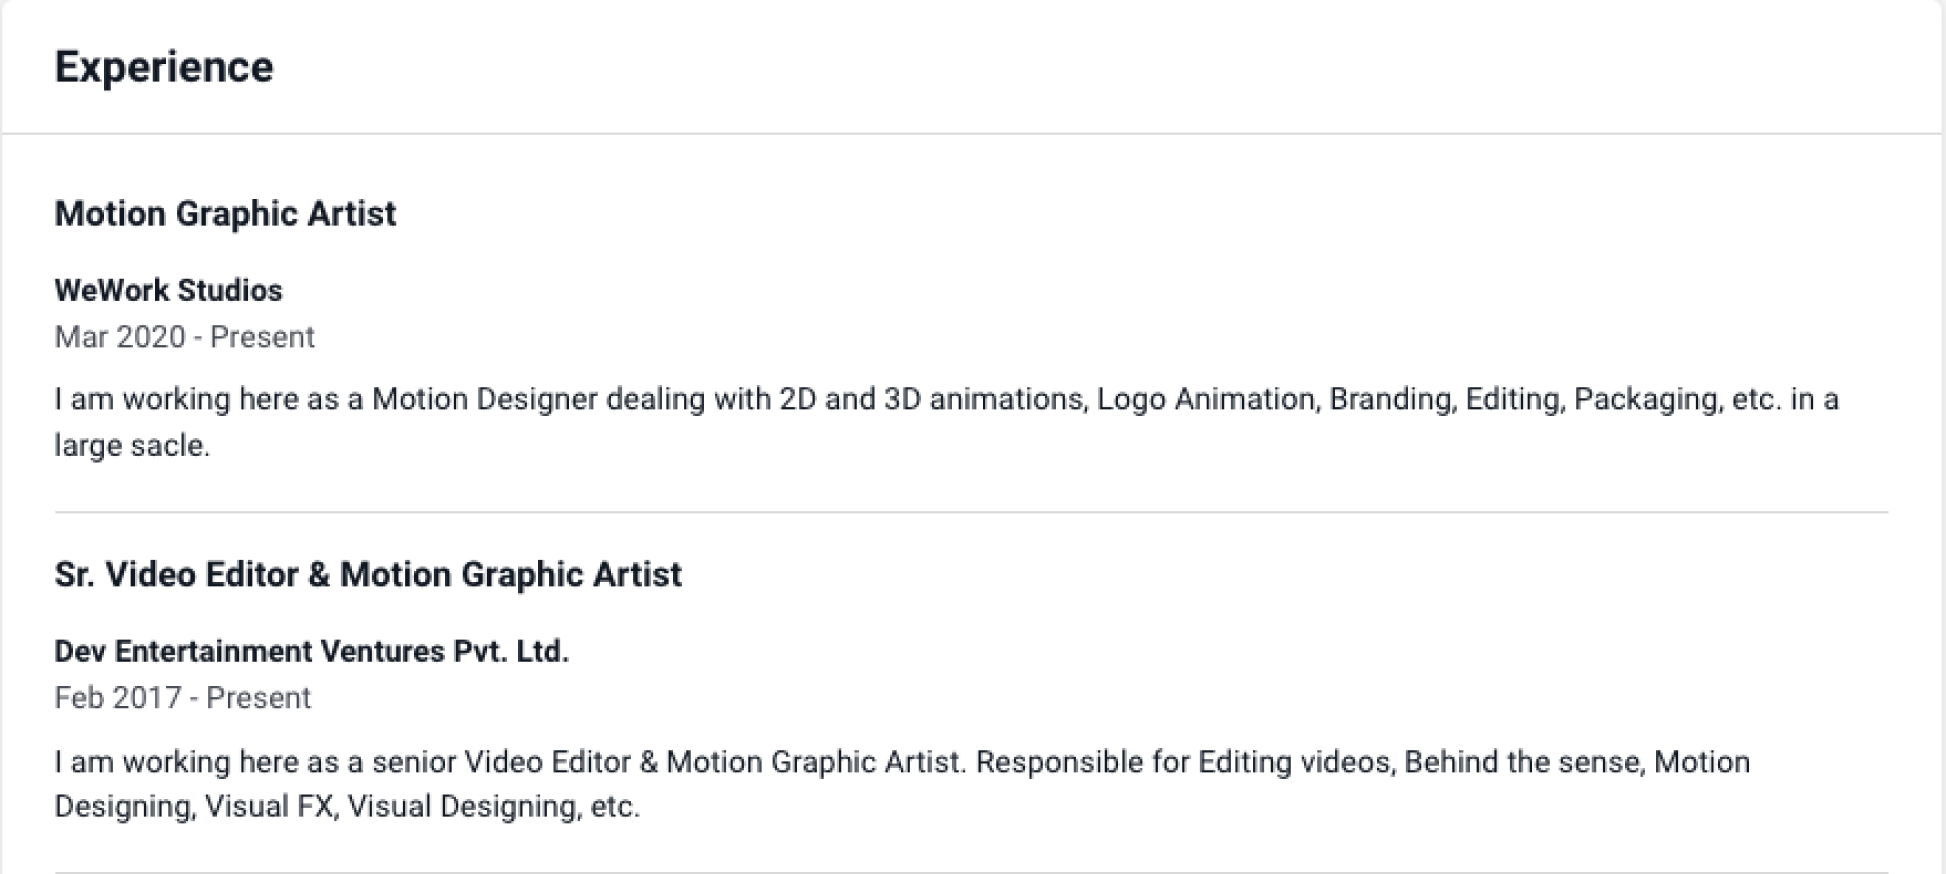 Experience
Motion Graphic Artist
WeWork Studios
Mar 2020 - Present
I am working here as a Motion Designer dealing with 2D and 3D animations, Logo Animation, Branding, Editing, Packaging, etc. in a
large sacle.
Sr. Video Editor & Motion Graphic Artist
Dev Entertainment Ventures Pvt. Ltd.
Feb 2017 - Present
I am working here as a senior Video Editor & Motion Graphic Artist. Responsible for Editing videos, Behind the sense, Motion
Designing, Visual FX, Visual Designing, etc.